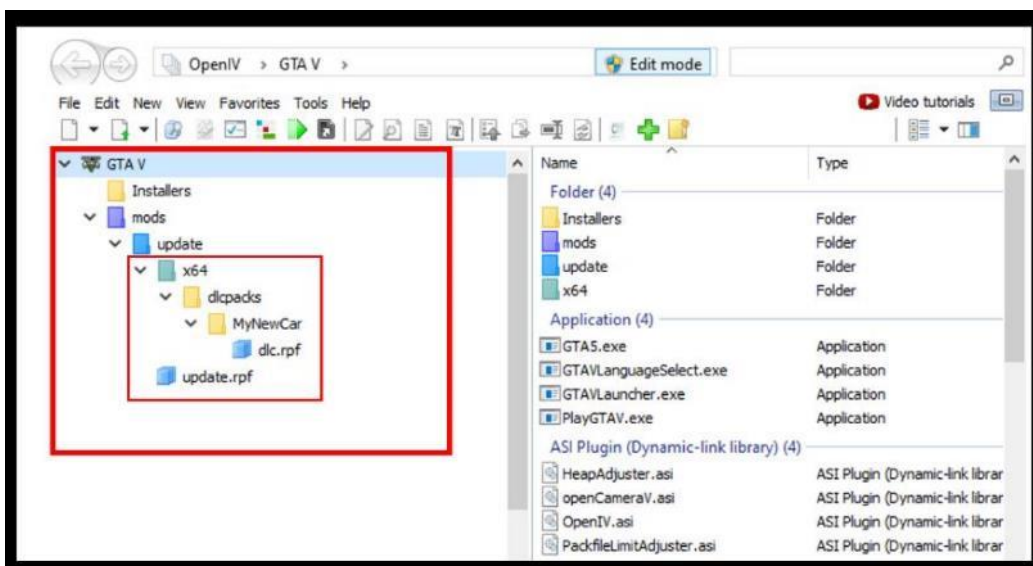 OpenIV > GTA V >
Edit mode
File Edit New View Favorites Tools Help
Video tutorials
GTA V
Installers
mods
update
x64
dlcpacks
MyNewCar
dlc.rpf
update.rpf
Name Type
Folder (4)
Installers Folder
mods Folder
update Folder
x64 Folder
Application (4)
GTA5.exe Application
GTAVLanguageSelect.exe Application
GTAVLauncher.exe Application
PlayGTAV.exe Application
ASI Plugin (Dynamic-link library) (4)
HeapAdjuster.asi ASI Plugin (Dynamic-link librar
openCameraV.asi ASI Plugin (Dynamic-link librar
OpenIV.asi ASI Plugin (Dynamic-link librar
PackfileLimitAdjuster.asi ASI Plugin (Dynamic-link librar